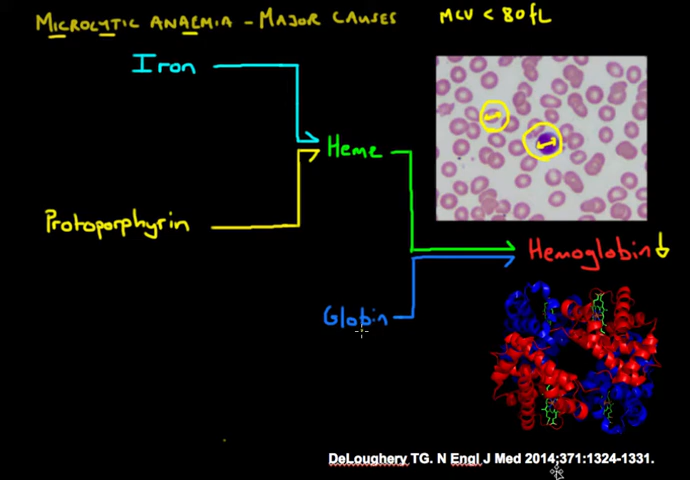 MICROCYTIC ANAEMIA - MAJOR CAUSES
MCV < 80fL
Iron
Heme
Protoporphyrin
Hemoglobin ↓
Globin
DeLoughery TG. N Engl J Med 2014;371:1324-1331.